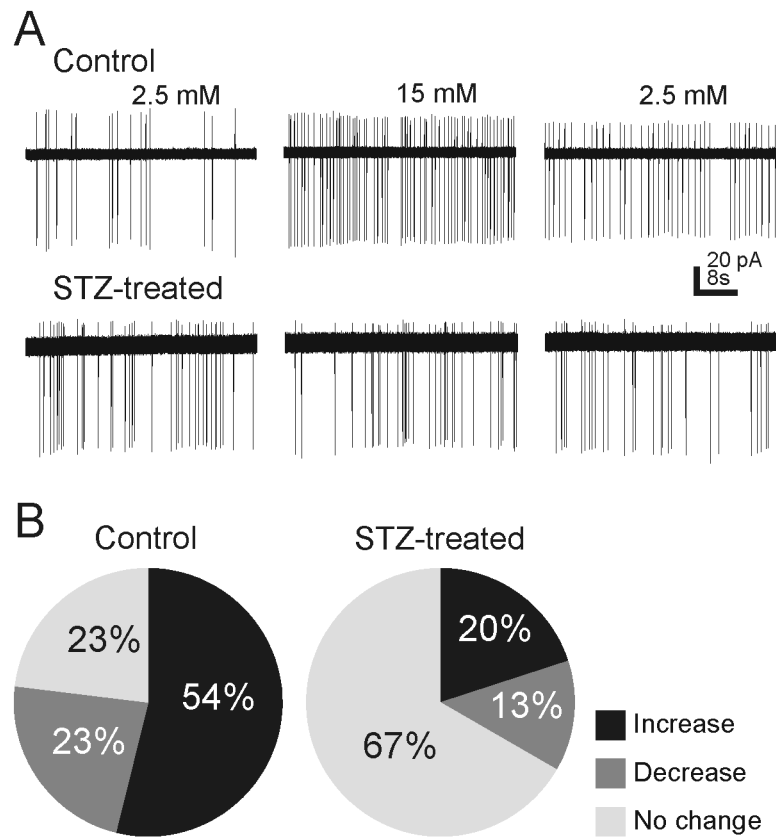 A
Control
2.5 mM
15 mM
2.5 mM
20 pA
8s
STZ-treated
B
Control
STZ-treated
23%
54%
23%
20%
13%
67%
Increase
Decrease
No change